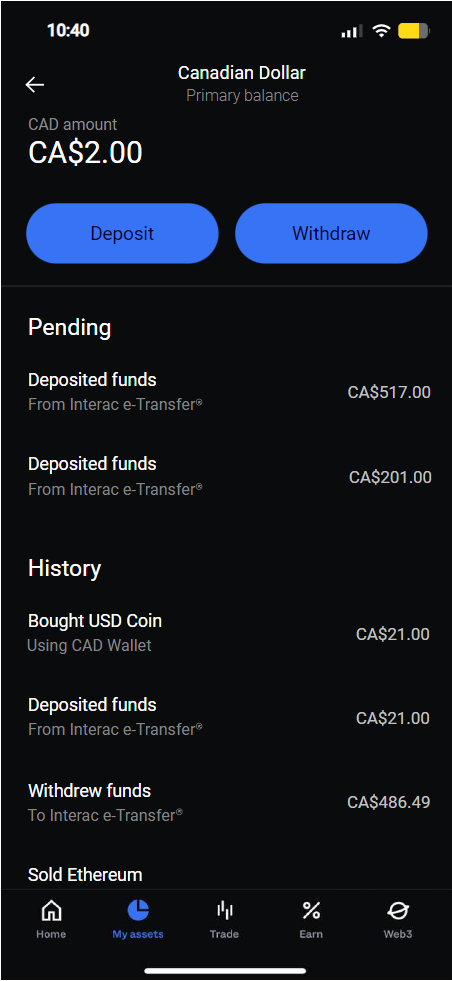 10:40
Canadian Dollar
Primary balance
CAD amount
CA$2.00
Deposit
Withdraw
Pending
Deposited funds
CA$517.00
From Interac e-Transfer®
Deposited funds
CA$201.00
From Interac e-Transfer®
History
Bought USD Coin
CA$21.00
Using CAD Wallet
Deposited funds
CA$21.00
From Interac e-Transfer®
Withdrew funds
CA$486.49
To Interac e-Transfer®
Sold Ethereum
Home
My assets
Trade
Earn
Web3